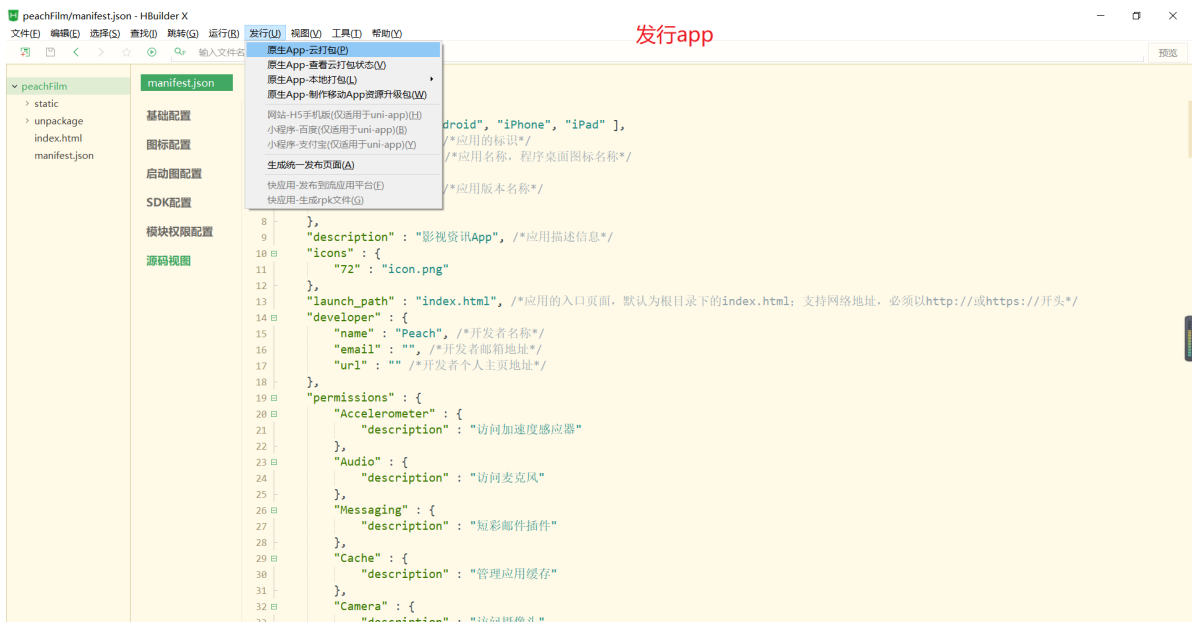 peachFilm/manifest.json - HBuilder X
文件(F) 编辑(E) 选择(S) 查找(I) 跳转(G) 运行(R) 发行(U) 视图(V) 工具(T) 帮助(Y)
发行app
输入文件名
预览
原生App-云打包(P)
原生App-查看云打包状态(V)
原生App-本地打包(L)
原生App-制作移动App资源升级包(W)
网站-H5手机版(仅适用于uni-app)(H)
小程序-百度(仅适用于uni-app)(B)
小程序-支付宝(仅适用于uni-app)(Y)
生成统一发布页面(A)
快应用-发布到流应用平台(F)
快应用-生成rpk文件(G)
peachFilm
static
unpackage
index.html
manifest.json
manifest.json
基础配置
图标配置
启动图配置
SDK配置
模块权限配置
源码视图
droid", "iPhone", "iPad" ],
/*应用的标识*/
/*应用名称，程序桌面图标名称*/
/*应用版本名称*/
8 },
9 "description" : "影视资讯App", /*应用描述信息*/
10 "icons" : {
11 "72" : "icon.png"
12 },
13 "launch_path" : "index.html", /*应用的入口页面，默认为根目录下的index.html；支持网络地址，必须以http://或https://开头*/
14 "developer" : {
15 "name" : "Peach", /*开发者名称*/
16 "email" : "", /*开发者邮箱地址*/
17 "url" : "" /*开发者个人主页地址*/
18 },
19 "permissions" : {
20 "Accelerometer" : {
21 "description" : "访问加速度感应器"
22 },
23 "Audio" : {
24 "description" : "访问麦克风"
25 },
26 "Messaging" : {
27 "description" : "短彩邮件插件"
28 },
29 "Cache" : {
30 "description" : "管理应用缓存"
31 },
32 "Camera" : {
33 "description" : "访问摄像头"